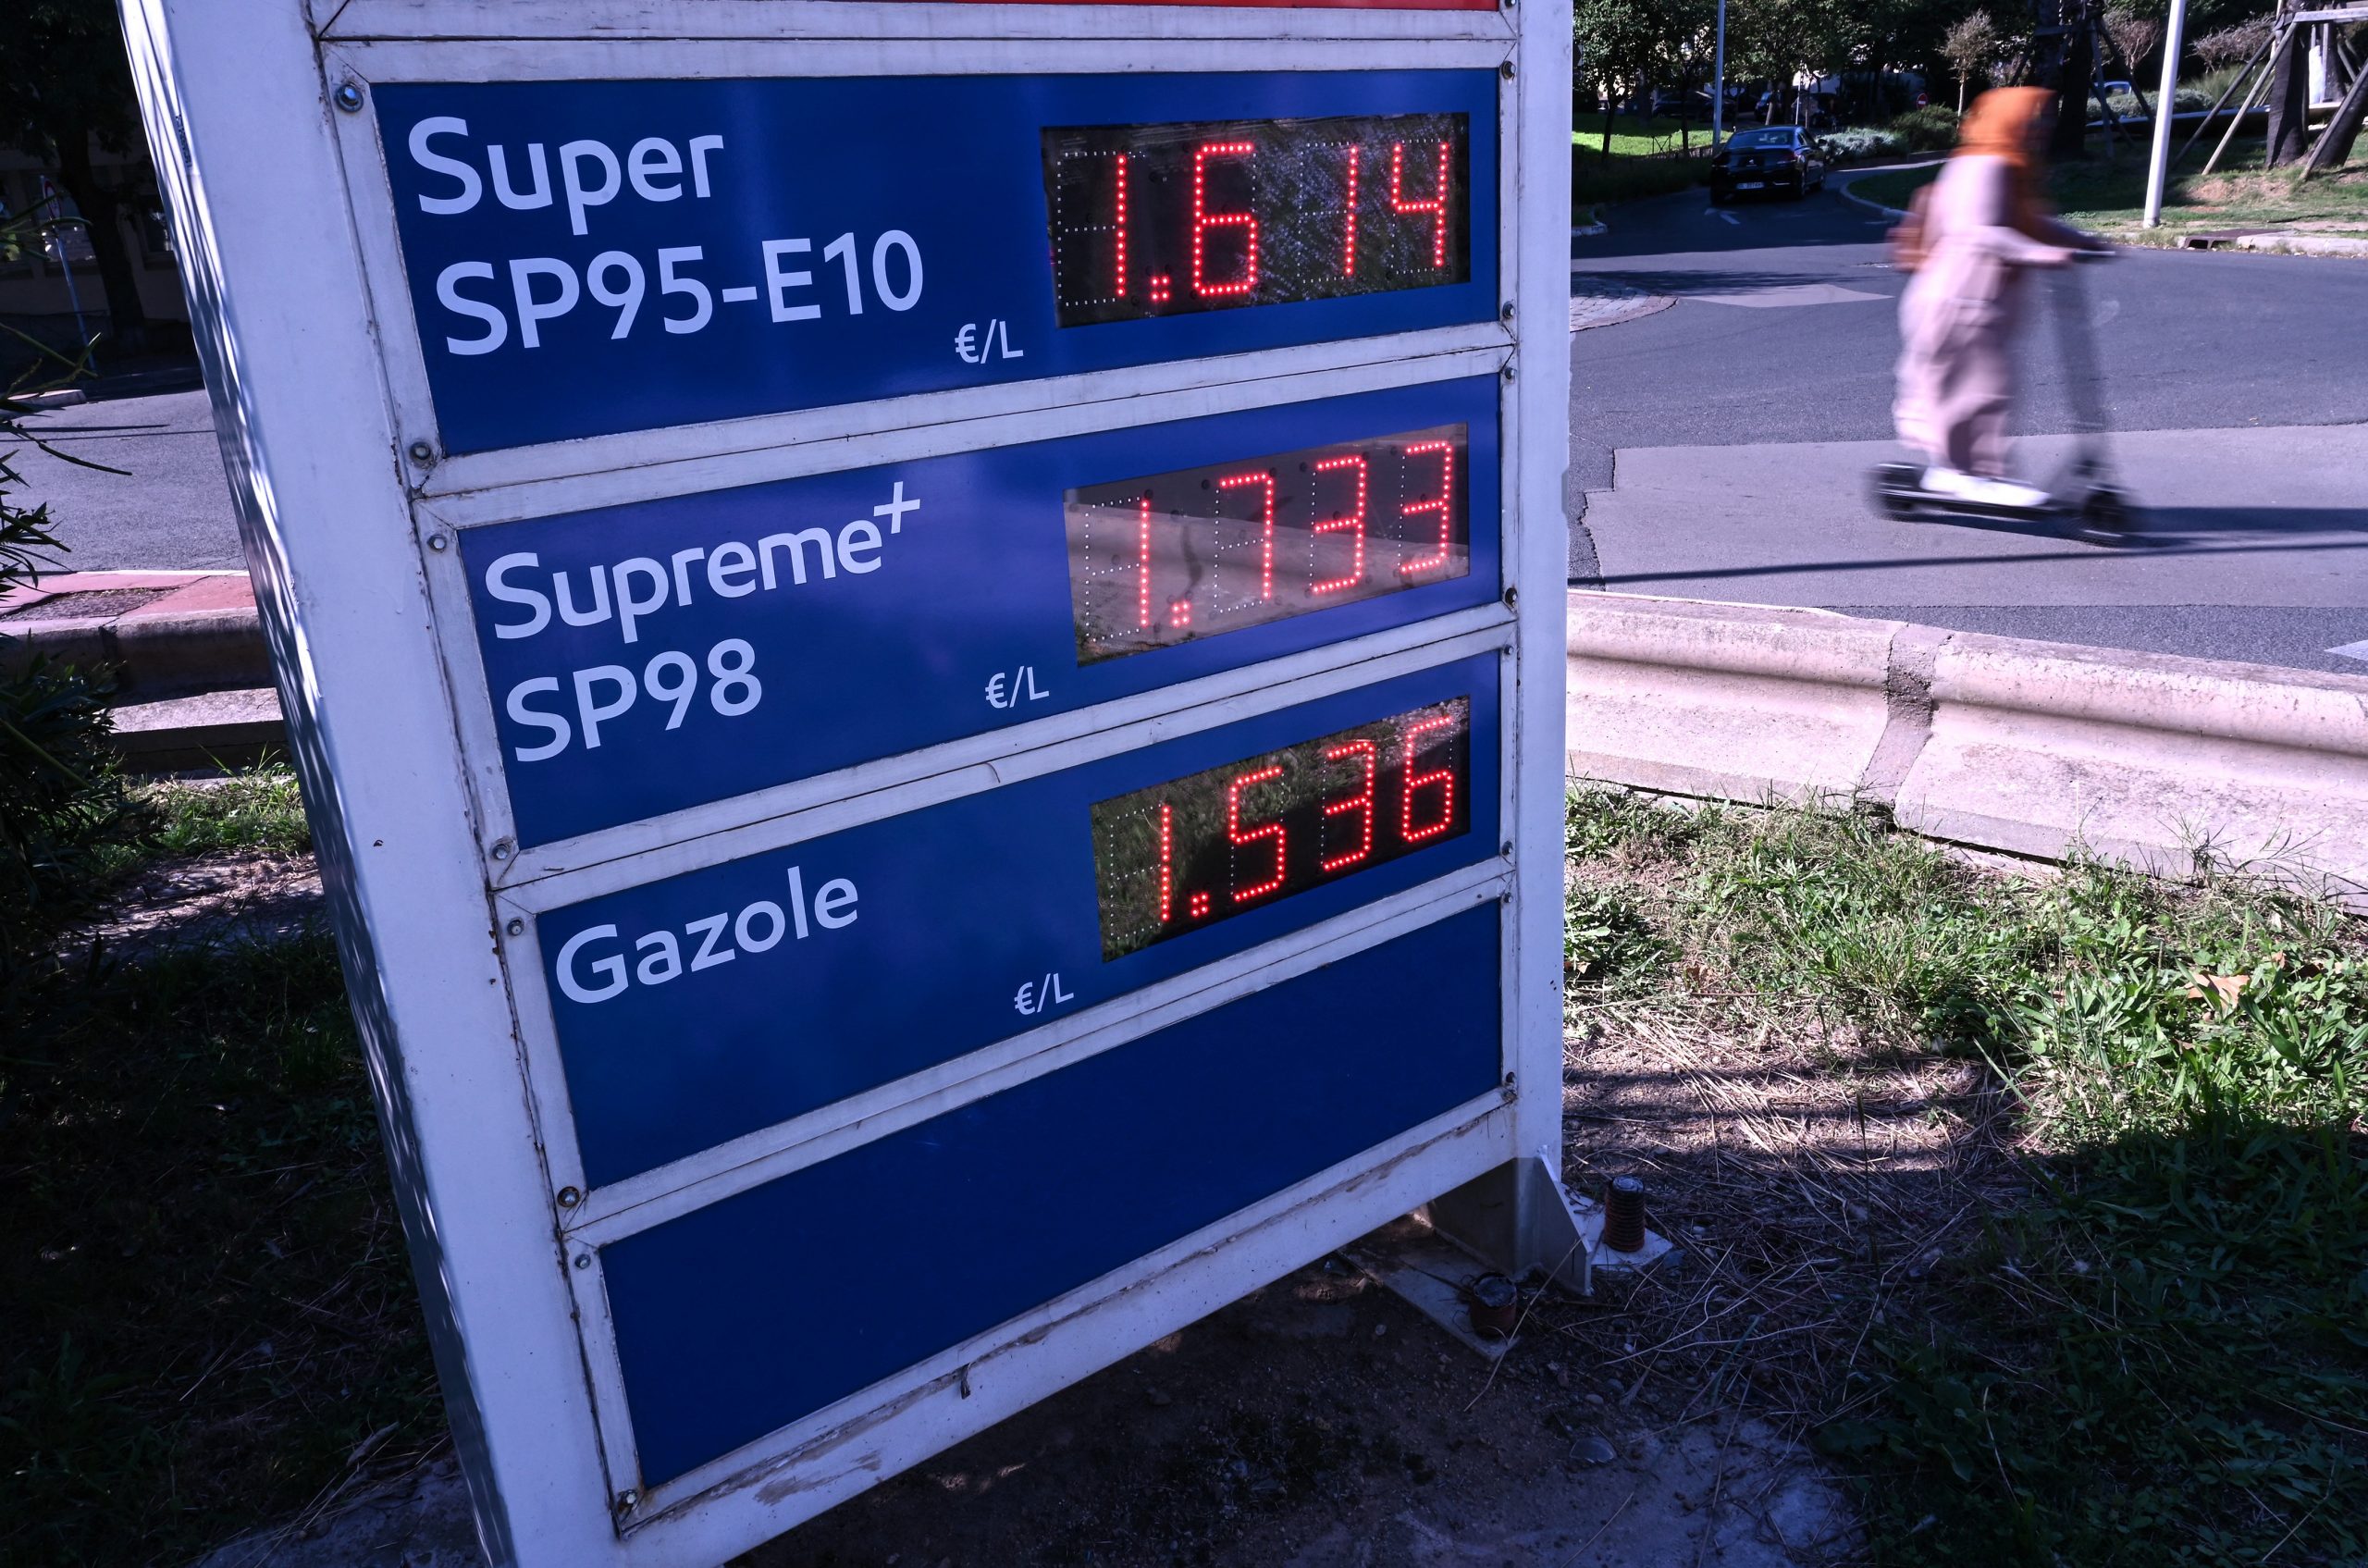 Super
SP95-E10
€/L
1.614
Supreme+
SP98
€/L
1.733
Gazole
€/L
1.536